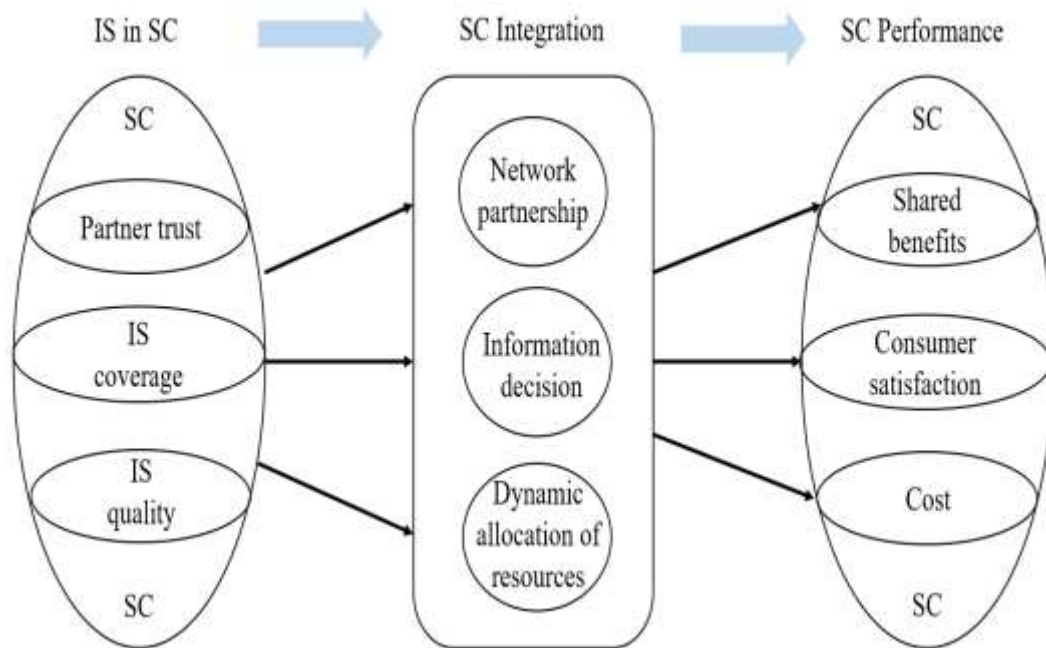 IS in SC
SC Integration
SC Performance
SC
Partner trust
IS
coverage
IS
quality
SC
Network
partnership
Information
decision
Dynamic
allocation of
resources
SC
Shared
benefits
Consumer
satisfaction
Cost
SC